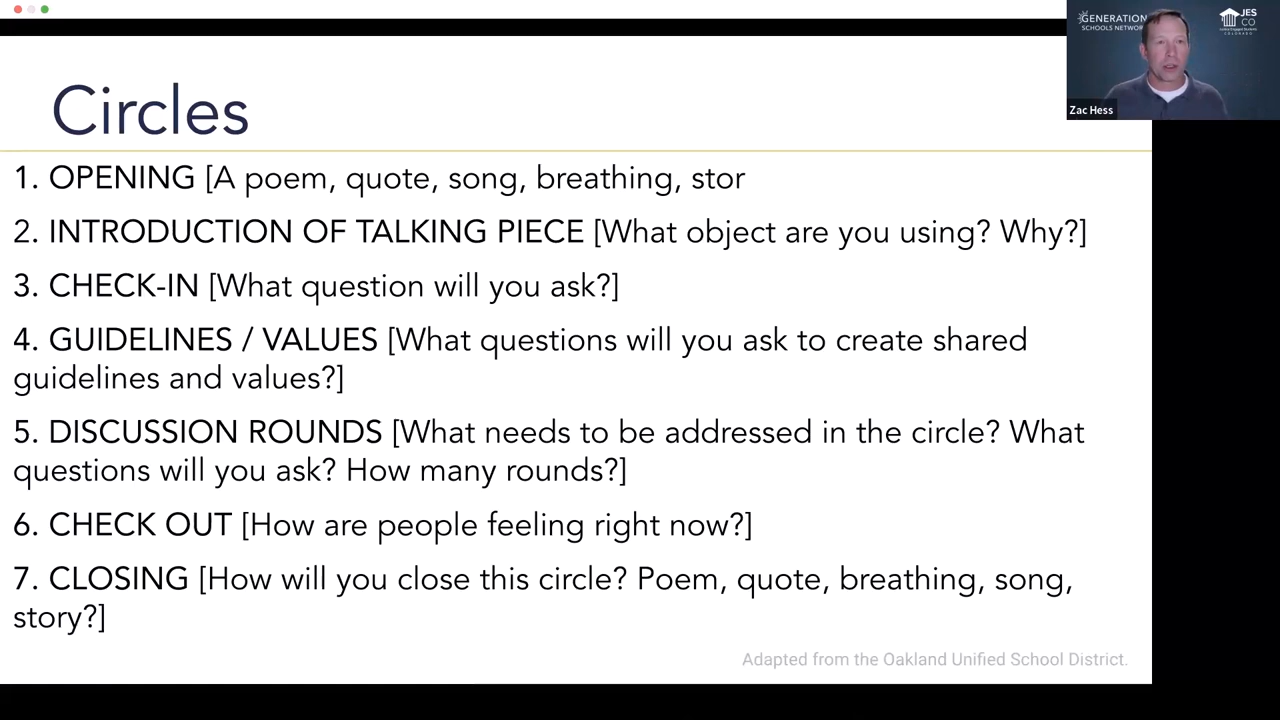 GENERATION
SCHOOLS NETWOR
JES
CO
COLORADO
Zac Hess
Circles
1. OPENING [A poem, quote, song, breathing, stor
2. INTRODUCTION OF TALKING PIECE [What object are you using? Why?]
3. CHECK-IN [What question will you ask?]
4. GUIDELINES / VALUES [What questions will you ask to create shared
guidelines and values?]
5. DISCUSSION ROUNDS [What needs to be addressed in the circle? What
questions will you ask? How many rounds?]
6. CHECK OUT [How are people feeling right now?]
7. CLOSING [How will you close this circle? Poem, quote, breathing, song,
story?]
Adapted from the Oakland Unified School District.